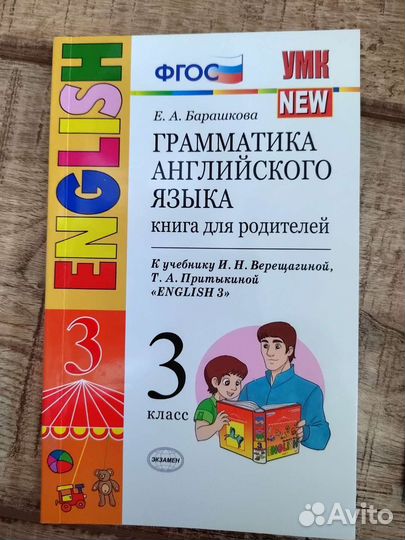 ENGLISH
3
ФГОС
УМК
NEW
Е. А. Барашкова
ГРАММАТИКА
АНГЛИЙСКОГО
ЯЗЫКА
книга для родителей
К учебнику И. Н. Верещагиной,
Т. А. Притыкиной
«ENGLISH 3»
3
класс
ENGLISH
ЭКЗАМЕН
Avito